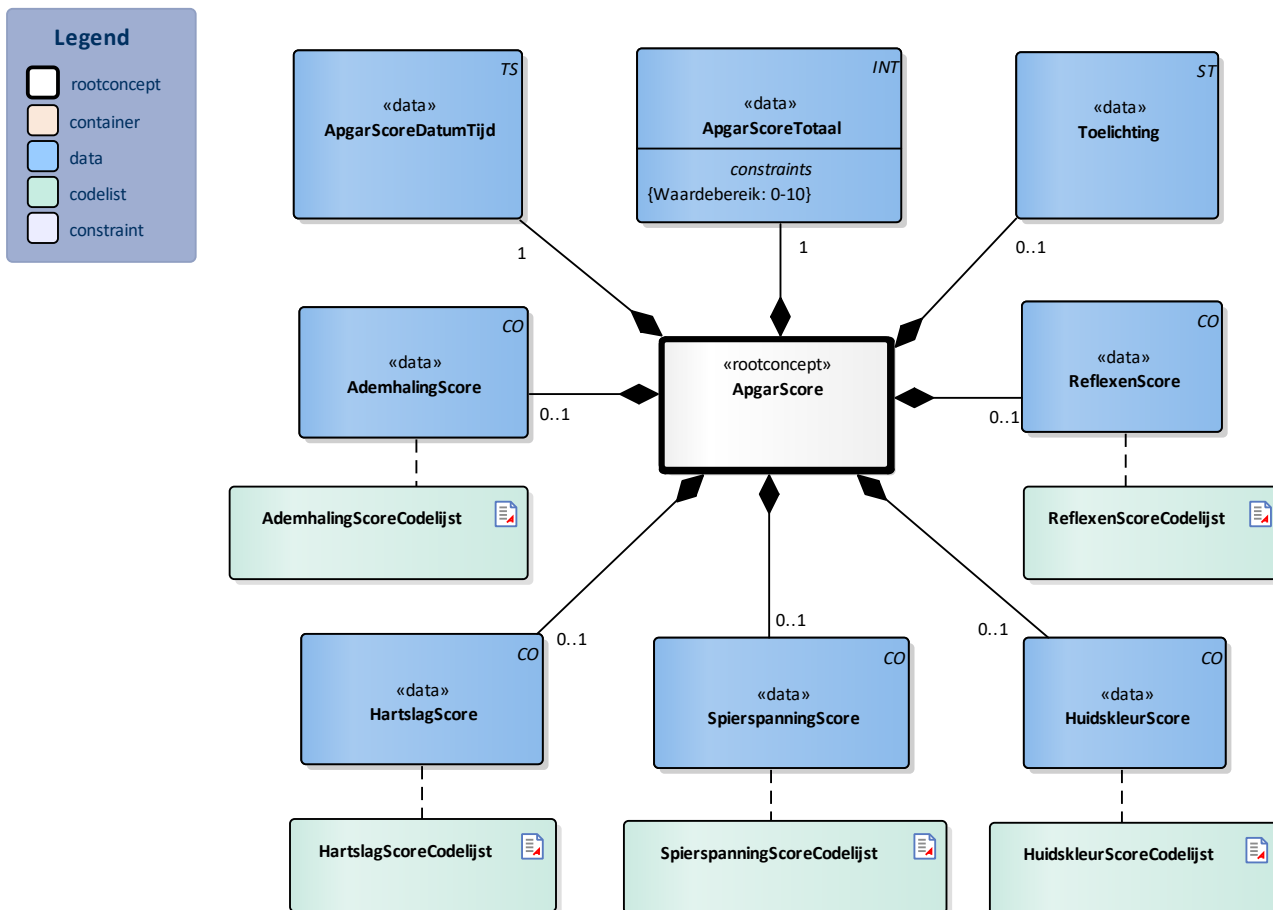 Legend
rootconcept
container
data
codelist
constraint
TS
«data»
ApgarScoreDatumTijd
1
INT
«data»
ApgarScoreTotaal
constraints
{Waardebereik: 0-10}
1
ST
«data»
Toelichting
0..1
CO
«data»
AdemhalingScore
0..1
«rootconcept»
ApgarScore
CO
«data»
ReflexenScore
0..1
AdemhalingScoreCodelijst
ReflexenScoreCodelijst
0..1
CO
«data»
HartslagScore
0..1
CO
«data»
SpierspanningScore
0..1
CO
«data»
HuidskleurScore
HartslagScoreCodelijst
SpierspanningScoreCodelijst
HuidskleurScoreCodelijst